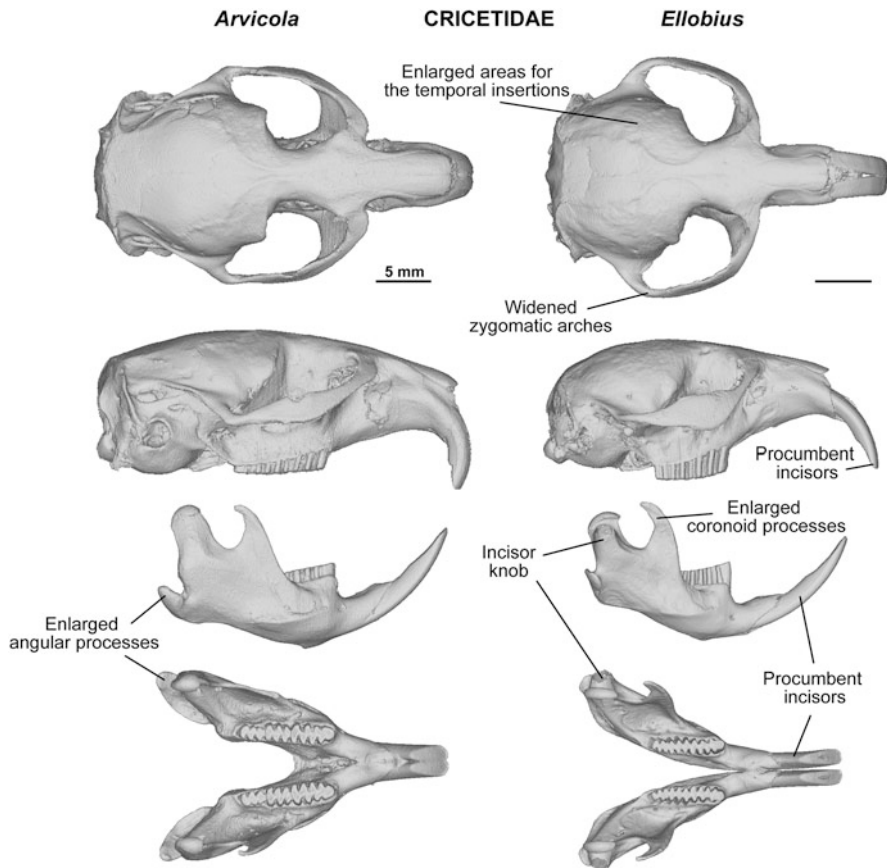 Arvicola CRICETIDAE Ellobius
Enlarged areas for
the temporal insertions
5 mm
Widened
zygomatic arches
Procumbent
incisors
Enlarged
coronoid processes
Incisor
knob
Enlarged
angular processes
Procumbent
incisors